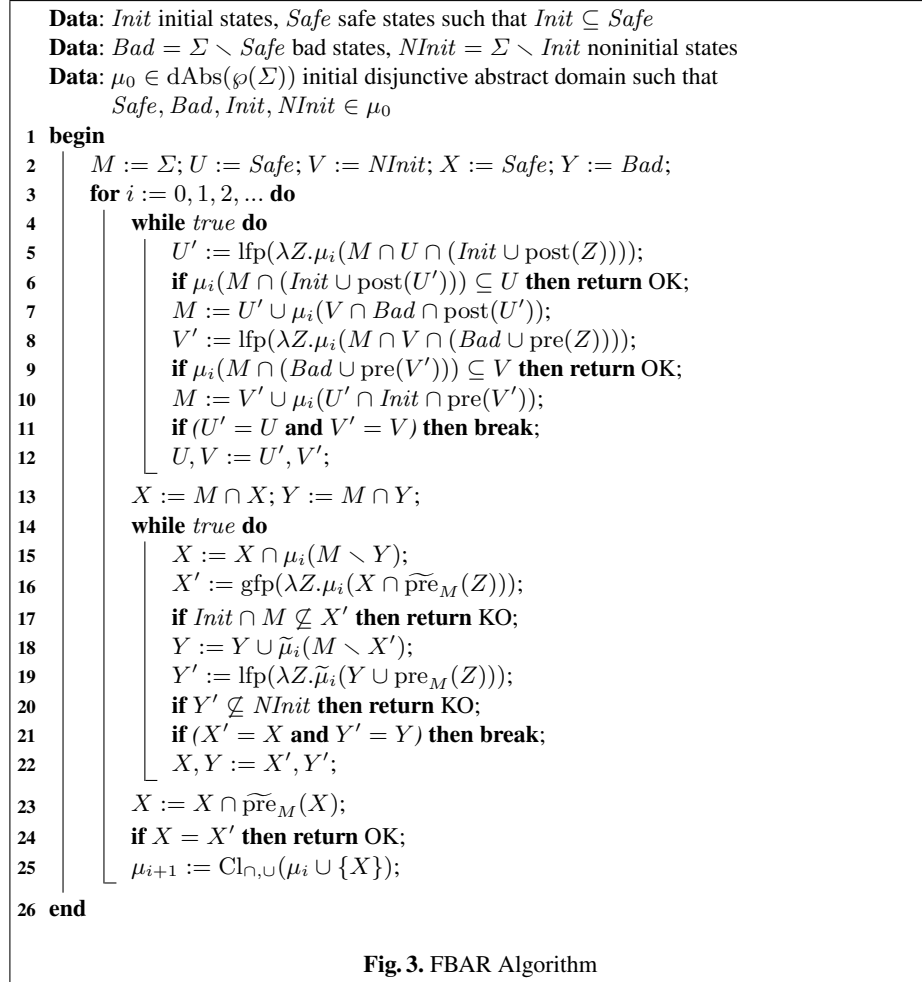 Data: Init initial states, Safe safe states such that Init ⊆ Safe
Data: Bad = Σ ∖ Safe bad states, NInit = Σ ∖ Init noninitial states
Data: μ₀ ∈ dAbs(℘(Σ)) initial disjunctive abstract domain such that
Safe, Bad, Init, NInit ∈ μ₀
1 begin
2 M := Σ; U := Safe; V := NInit; X := Safe; Y := Bad;
3 for i := 0, 1, 2, ... do
4 while true do
5 U′ := lfp(λZ.μᵢ(M ∩ U ∩ (Init ∪ post(Z))));
6 if μᵢ(M ∩ (Init ∪ post(U′))) ⊆ U then return OK;
7 M := U′ ∪ μᵢ(V ∩ Bad ∩ post(U′));
8 V′ := lfp(λZ.μᵢ(M ∩ V ∩ (Bad ∪ pre(Z))));
9 if μᵢ(M ∩ (Bad ∪ pre(V′))) ⊆ V then return OK;
10 M := V′ ∪ μᵢ(U′ ∩ Init ∩ pre(V′));
11 if (U′ = U and V′ = V) then break;
12 U, V := U′, V′;
13 X := M ∩ X; Y := M ∩ Y;
14 while true do
15 X := X ∩ μᵢ(M ∖ Y);
16 X′ := gfp(λZ.μᵢ(X ∩ p̃re_M(Z)));
17 if Init ∩ M ⊈ X′ then return KO;
18 Y := Y ∪ μ̃ᵢ(M ∖ X′);
19 Y′ := lfp(λZ.μ̃ᵢ(Y ∪ pre_M(Z)));
20 if Y′ ⊈ NInit then return KO;
21 if (X′ = X and Y′ = Y) then break;
22 X, Y := X′, Y′;
23 X := X ∩ p̃re_M(X);
24 if X = X′ then return OK;
25 μᵢ₊₁ := Cl∩,∪(μᵢ ∪ {X});
26 end
Fig. 3. FBAR Algorithm